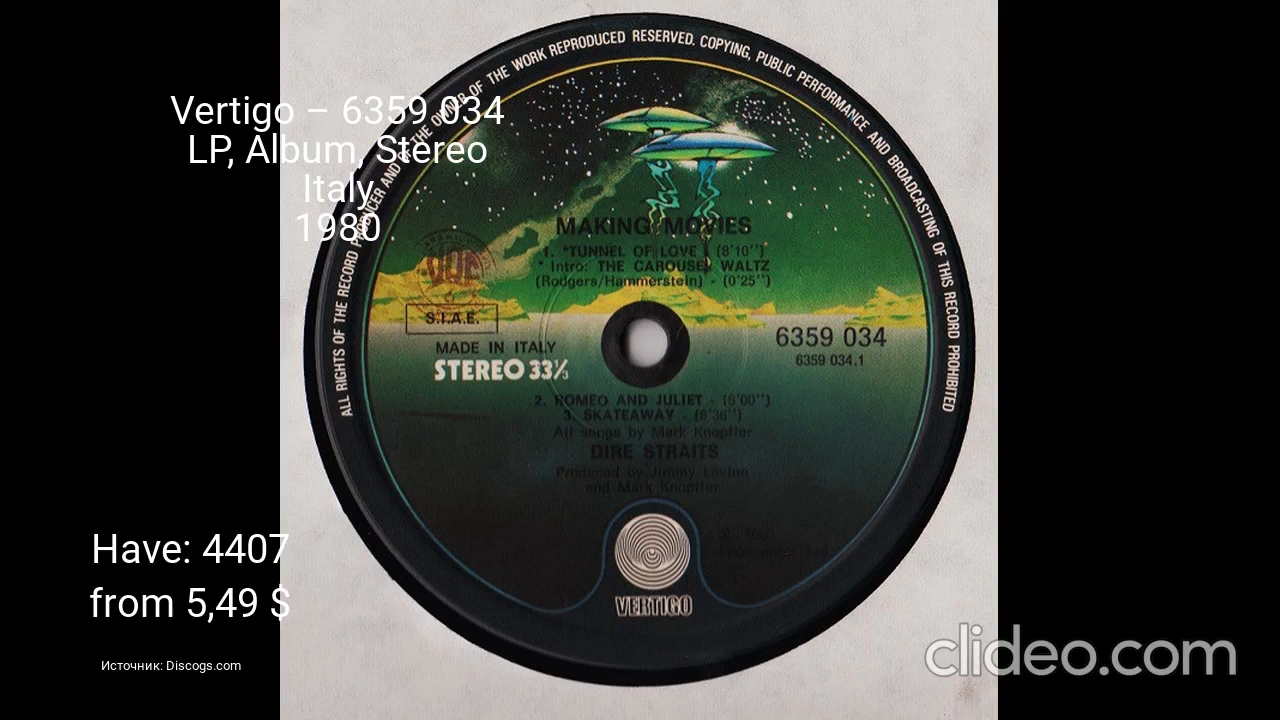 Vertigo – 6359 034
LP, Album, Stereo
Italy
1980
ALL RIGHTS OF THE RECORD PRODUCER AND OF THE OWNER OF THE WORK REPRODUCED RESERVED. COPYING, PUBLIC PERFORMANCE AND BROADCASTING OF THIS RECORD PROHIBITED
MAKING MOVIES
1. *TUNNEL OF LOVE - (8'10'')
* Intro: THE CAROUSEL WALTZ
(Rodgers/Hammerstein) - (0'25'')
S.I.A.E.
MADE IN ITALY
STEREO 33⅓
6359 034
6359 034.1
2. ROMEO AND JULIET - (6'00'')
3. SKATEAWAY - (6'36'')
All songs by Mark Knopfler
DIRE STRAITS
Produced by Jimmy Lovine
and Mark Knopfler
VERTIGO
Have: 4407
from 5,49 $
Источник: Discogs.com
clideo.com